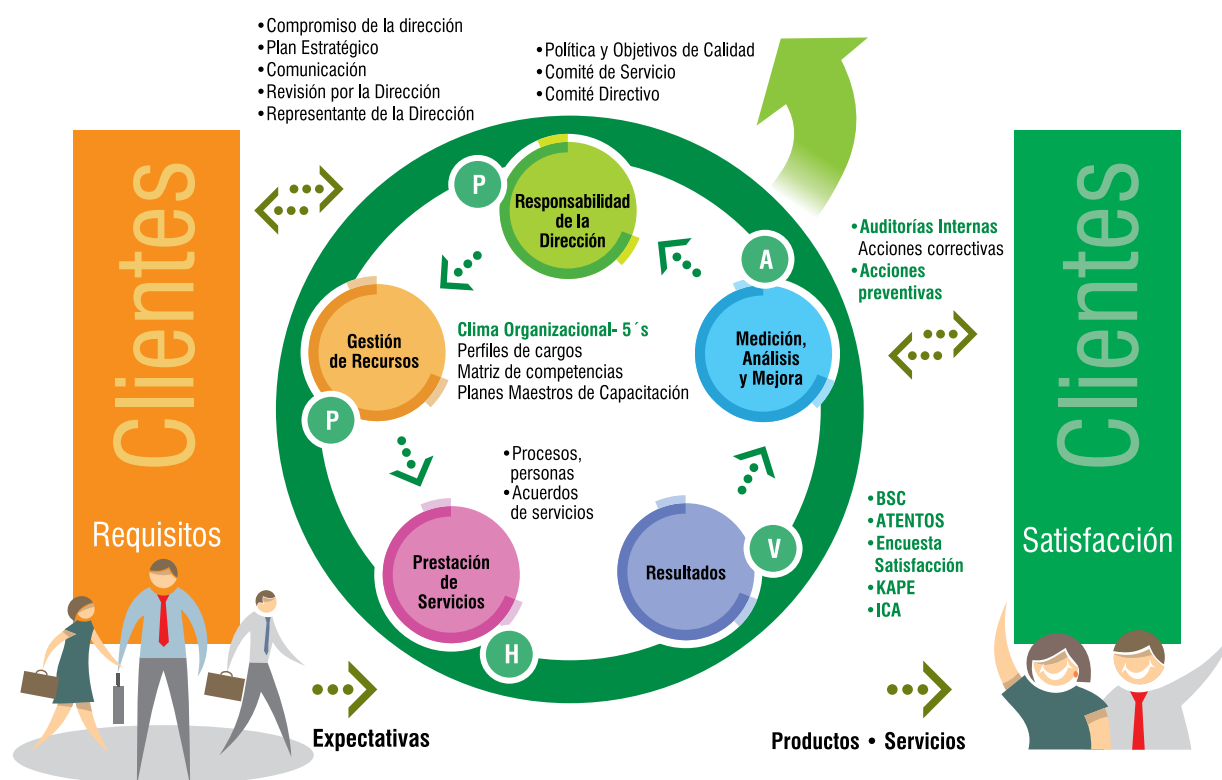 •Compromiso de la dirección
•Plan Estratégico
•Comunicación
•Revisión por la Dirección
•Representante de la Dirección
•Política y Objetivos de Calidad
•Comité de Servicio
•Comité Directivo
Clientes
Requisitos
P
Responsabilidad
de la
Dirección
A
•Auditorías Internas
Acciones correctivas
•Acciones
preventivas
Gestión
de Recursos
P
Clima Organizacional- 5´s
Perfiles de cargos
Matriz de competencias
Planes Maestros de Capacitación
Medición,
Análisis
y Mejora
•Procesos,
personas
•Acuerdos
de servicios
Prestación
de
Servicios
H
Resultados
V
•BSC
•ATENTOS
•Encuesta
Satisfacción
•KAPE
•ICA
Clientes
Satisfacción
Expectativas
Productos • Servicios